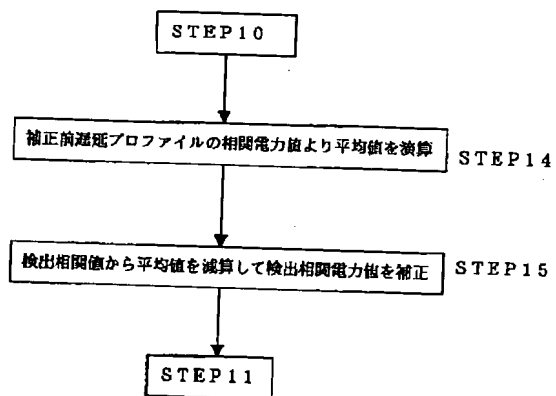 STEP10
補正前遅延プロファイルの相関電力値より平均値を演算
STEP14
検出相関値から平均値を減算して検出相関電力値を補正
STEP15
STEP11